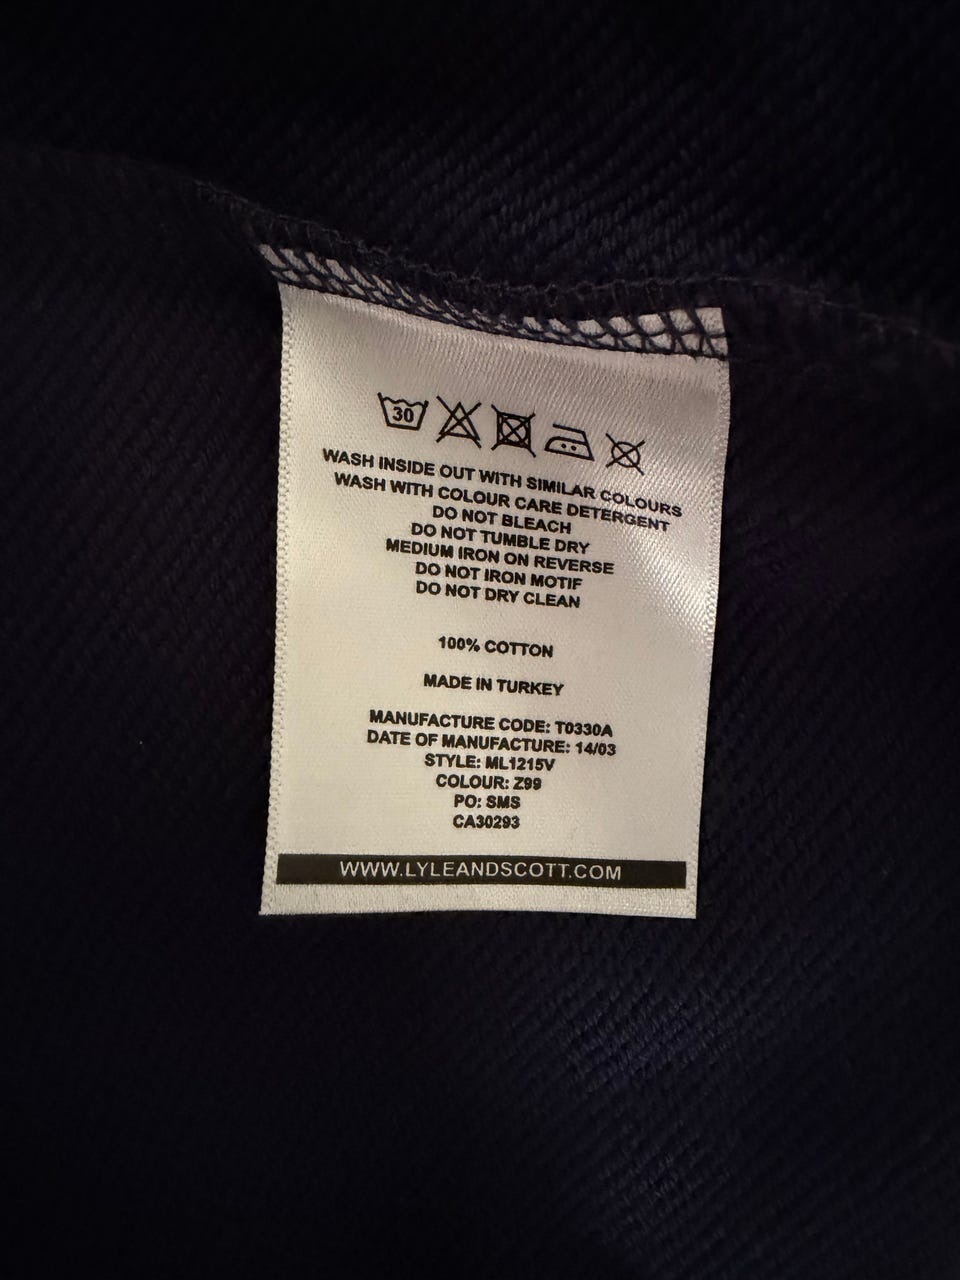 30
WASH INSIDE OUT WITH SIMILAR COLOURS
WASH WITH COLOUR CARE DETERGENT
DO NOT BLEACH
DO NOT TUMBLE DRY
MEDIUM IRON ON REVERSE
DO NOT IRON MOTIF
DO NOT DRY CLEAN
100% COTTON
MADE IN TURKEY
MANUFACTURE CODE: T0330A
DATE OF MANUFACTURE: 14/03
STYLE: ML1215V
COLOUR: Z99
PO: SMS
CA30293
WWW.LYLEANDSCOTT.COM